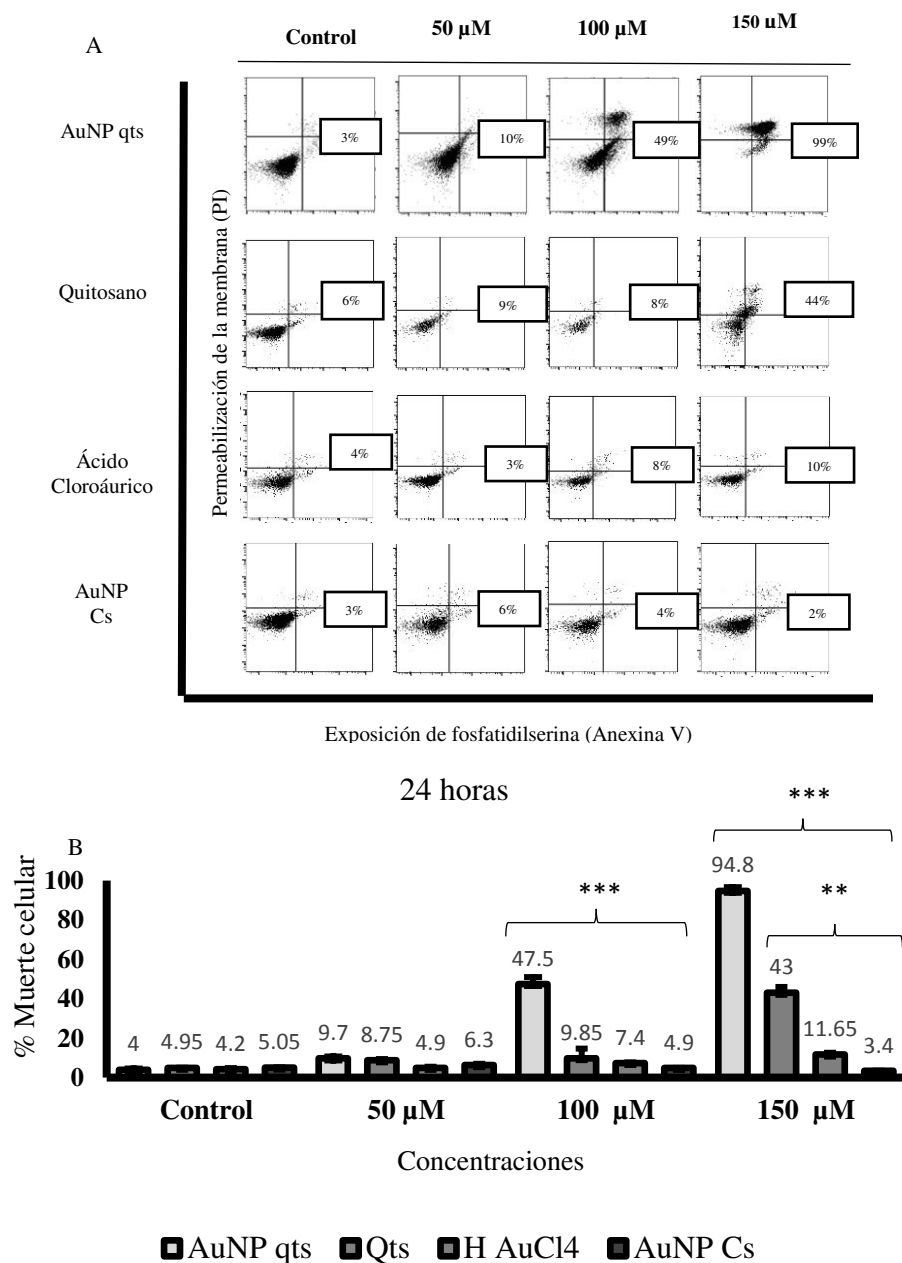 A
Control 50 µM 100 µM 150 uM
AuNP qts
3% 10% 49% 99%
Quitosano
6% 9% 8% 44%
Ácido
Cloroáurico
4% 3% 8% 10%
AuNP
Cs
3% 6% 4% 2%
Permeabilización de la membrana (PI)
Exposición de fosfatidilserina (Anexina V)
24 horas
B
% Muerte celular
100
80
60
40
20
0
*** *** **
4 4.95 4.2 5.05 9.7 8.75 4.9 6.3 47.5 9.85 7.4 4.9 94.8 43 11.65 3.4
Control 50 µM 100 µM 150 µM
Concentraciones
AuNP qts Qts H AuCl4 AuNP Cs